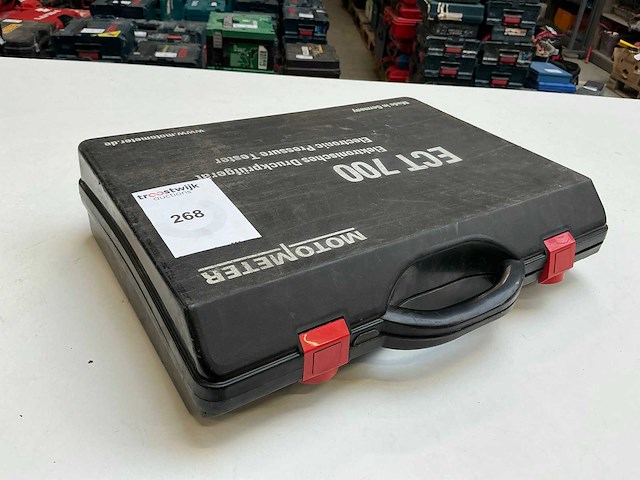 troostwijk
auctions
268
MOTOMETER
ECT 700
Elektronisches Druckprüfgerät
Electronic Pressure Tester
www.motometer.de
Made in Germany